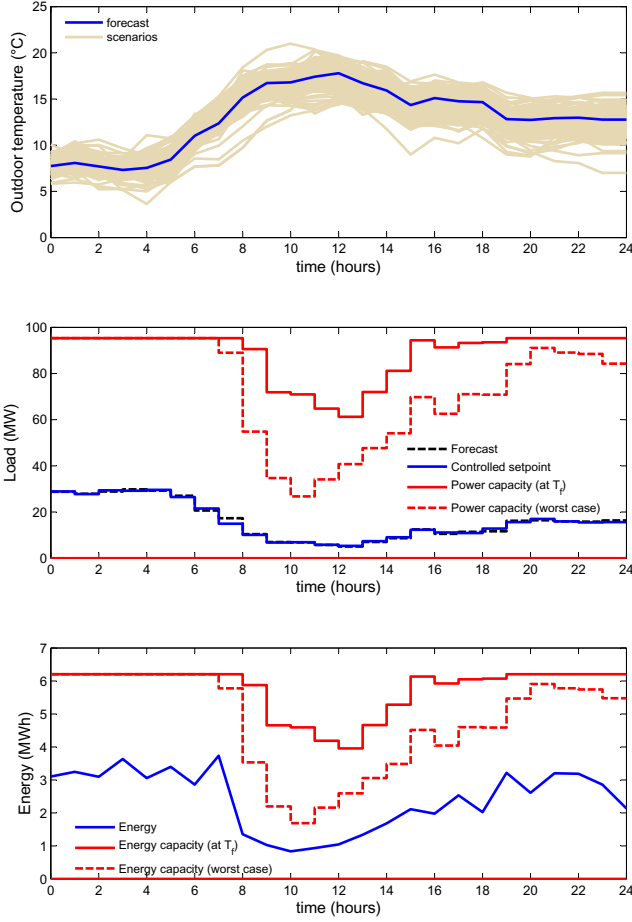 25
20
15
10
5
0
Outdoor temperature (°C)
forecast
scenarios
0 2 4 6 8 10 12 14 16 18 20 22 24
time (hours)
100
80
60
40
20
0
Load (MW)
Forecast
Controlled setpoint
Power capacity (at T_f)
Power capacity (worst case)
0 2 4 6 8 10 12 14 16 18 20 22 24
time (hours)
7
6
5
4
3
2
1
0
Energy (MWh)
Energy
Energy capacity (at T_f)
Energy capacity (worst case)
0 2 4 6 8 10 12 14 16 18 20 22 24
time (hours)